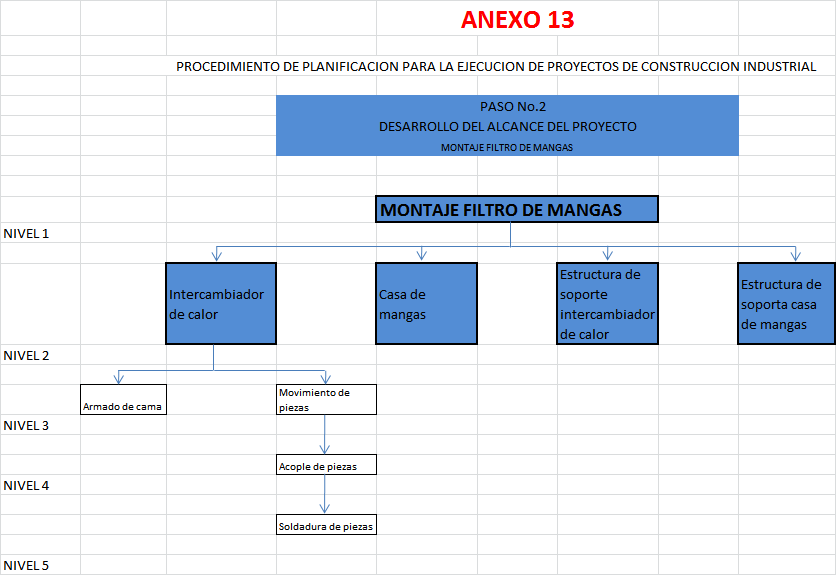 ANEXO 13
PROCEDIMIENTO DE PLANIFICACION PARA LA EJECUCION DE PROYECTOS DE CONSTRUCCION INDUSTRIAL
PASO No.2
DESARROLLO DEL ALCANCE DEL PROYECTO
MONTAJE FILTRO DE MANGAS
MONTAJE FILTRO DE MANGAS
NIVEL 1
Intercambiador
de calor
Casa de
mangas
Estructura de
soporte
intercambiador
de calor
Estructura de
soporta casa
de mangas
NIVEL 2
Armado de cama
Movimiento de
piezas
NIVEL 3
Acople de piezas
NIVEL 4
Soldadura de piezas
NIVEL 5